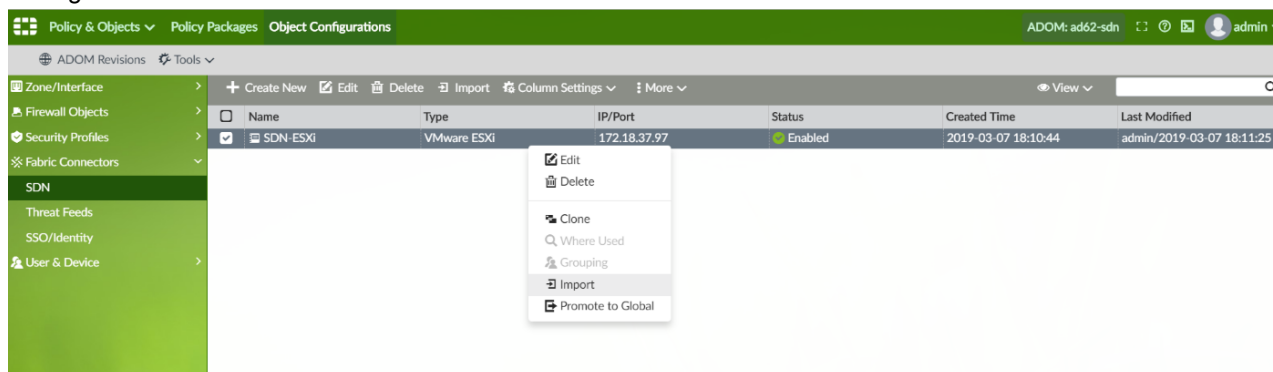 Policy & Objects Policy Packages Object Configurations ADOM: ad62-sdn admin
ADOM Revisions Tools
Zone/Interface
Firewall Objects
Security Profiles
Fabric Connectors
SDN
Threat Feeds
SSO/Identity
User & Device
Create New Edit Delete Import Column Settings More View
Name Type IP/Port Status Created Time Last Modified
SDN-ESXi VMware ESXi 172.18.37.97 Enabled 2019-03-07 18:10:44 admin/2019-03-07 18:11:25
Edit
Delete
Clone
Where Used
Grouping
Import
Promote to Global